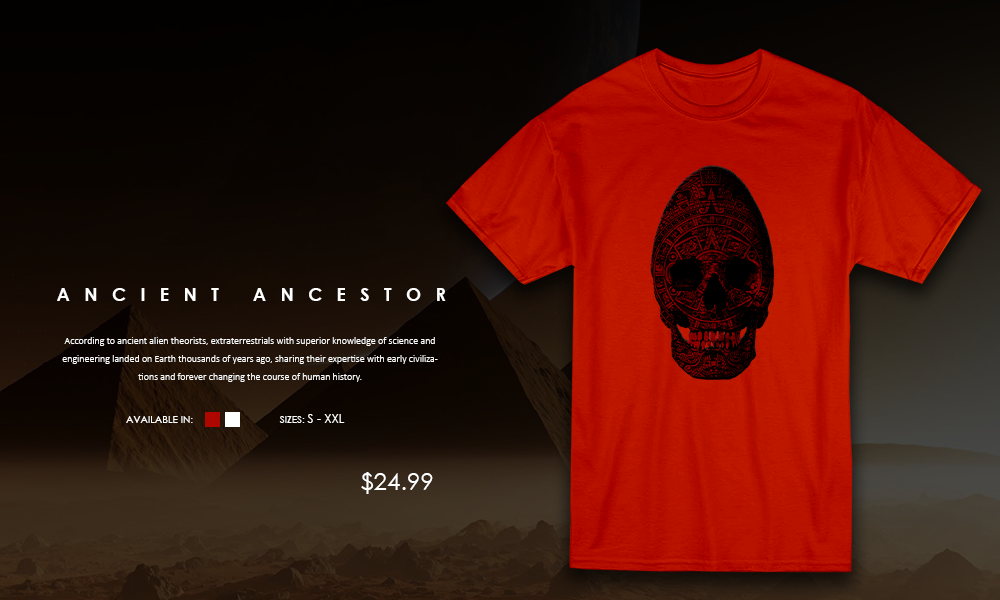 ANCIENT ANCESTOR
According to ancient alien theorists, extraterrestrials with superior knowledge of science and
engineering landed on Earth thousands of years ago, sharing their expertise with early civiliza-
tions and forever changing the course of human history.
AVAILABLE IN: SIZES: S - XXL
$24.99